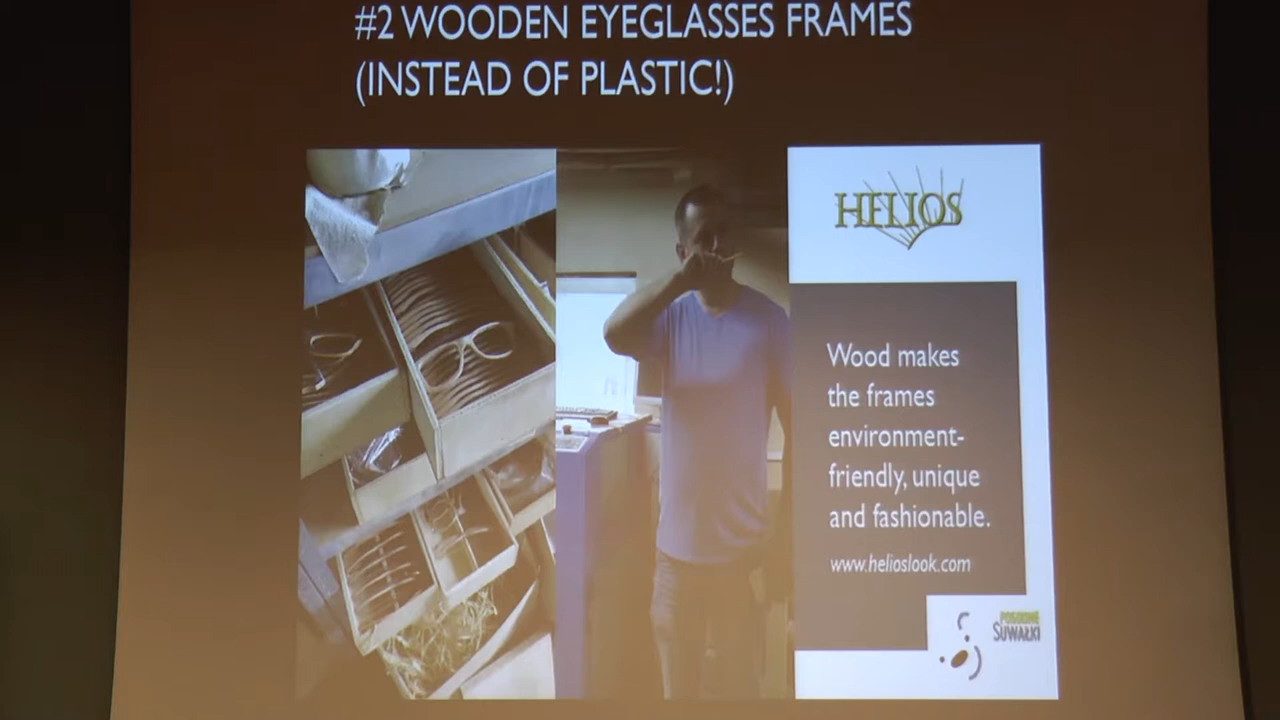 #2 WOODEN EYEGLASSES FRAMES
(INSTEAD OF PLASTIC!)
HELIOS
Wood makes
the frames
environment-
friendly, unique
and fashionable.
www.helioslook.com
SUWAŁKI